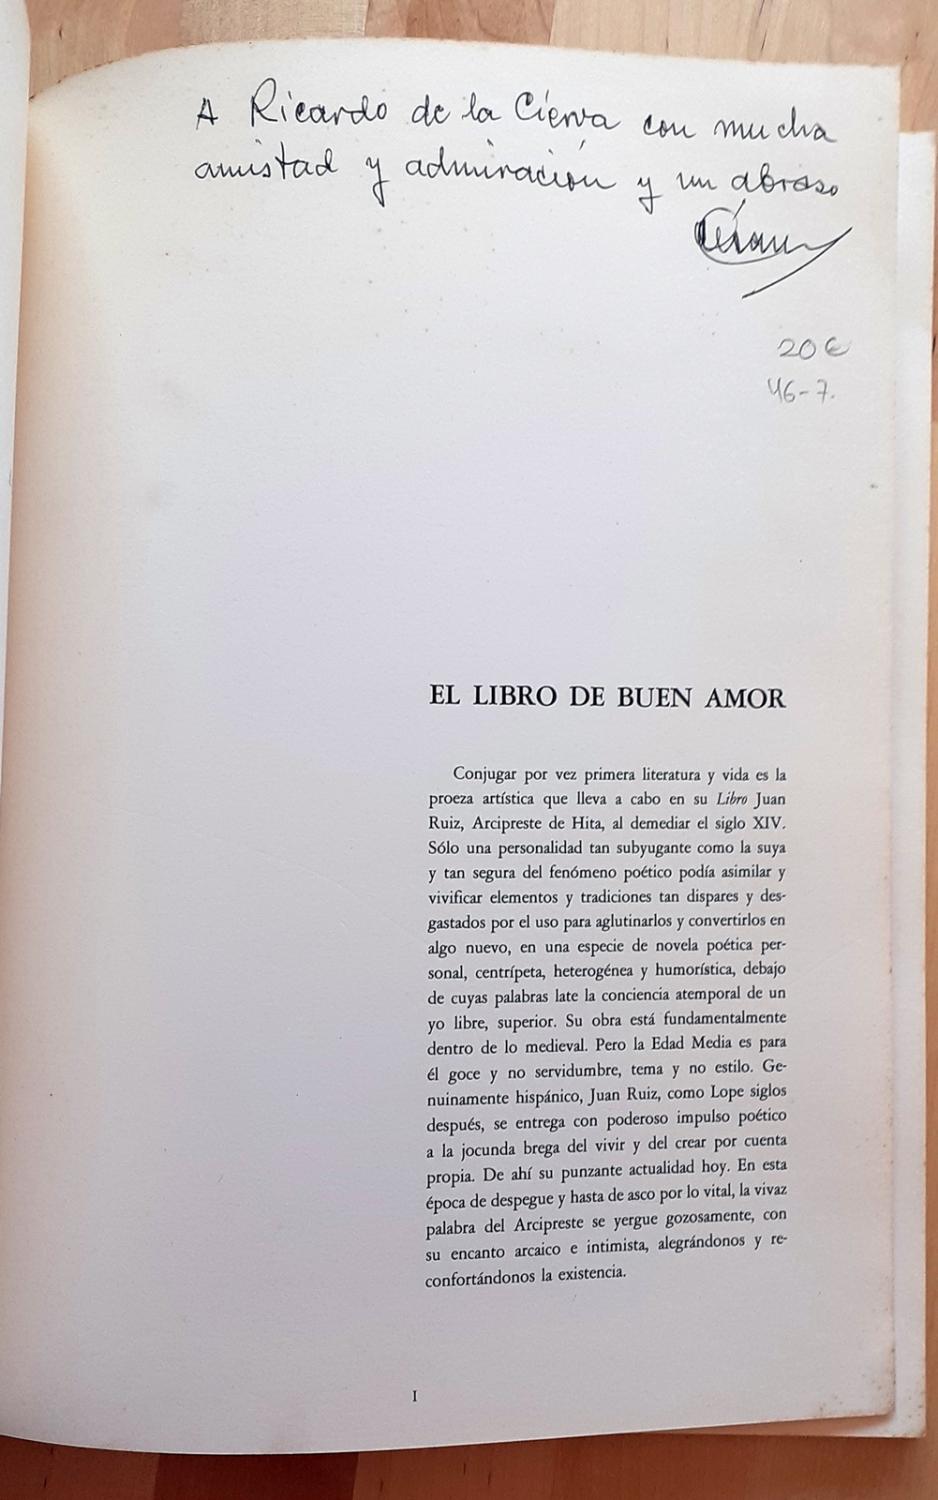 A Ricardo de la Cierva con mucha
amistad y admiración y un abrazo
20 €
46-7.
EL LIBRO DE BUEN AMOR
Conjugar por vez primera literatura y vida es la
proeza artística que lleva a cabo en su Libro Juan
Ruiz, Arcipreste de Hita, al demediar el siglo XIV.
Sólo una personalidad tan subyugante como la suya
y tan segura del fenómeno poético podía asimilar y
vivificar elementos y tradiciones tan dispares y des-
gastados por el uso para aglutinarlos y convertirlos en
algo nuevo, en una especie de novela poética per-
sonal, centrípeta, heterogénea y humorística, debajo
de cuyas palabras late la conciencia atemporal de un
yo libre, superior. Su obra está fundamentalmente
dentro de lo medieval. Pero la Edad Media es para
él goce y no servidumbre, tema y no estilo. Ge-
nuinamente hispánico, Juan Ruiz, como Lope siglos
después, se entrega con poderoso impulso poético
a la jocunda brega del vivir y del crear por cuenta
propia. De ahí su punzante actualidad hoy. En esta
época de despegue y hasta de asco por lo vital, la vivaz
palabra del Arcipreste se yergue gozosamente, con
su encanto arcaico e intimista, alegrándonos y re-
confortándonos la existencia.
I